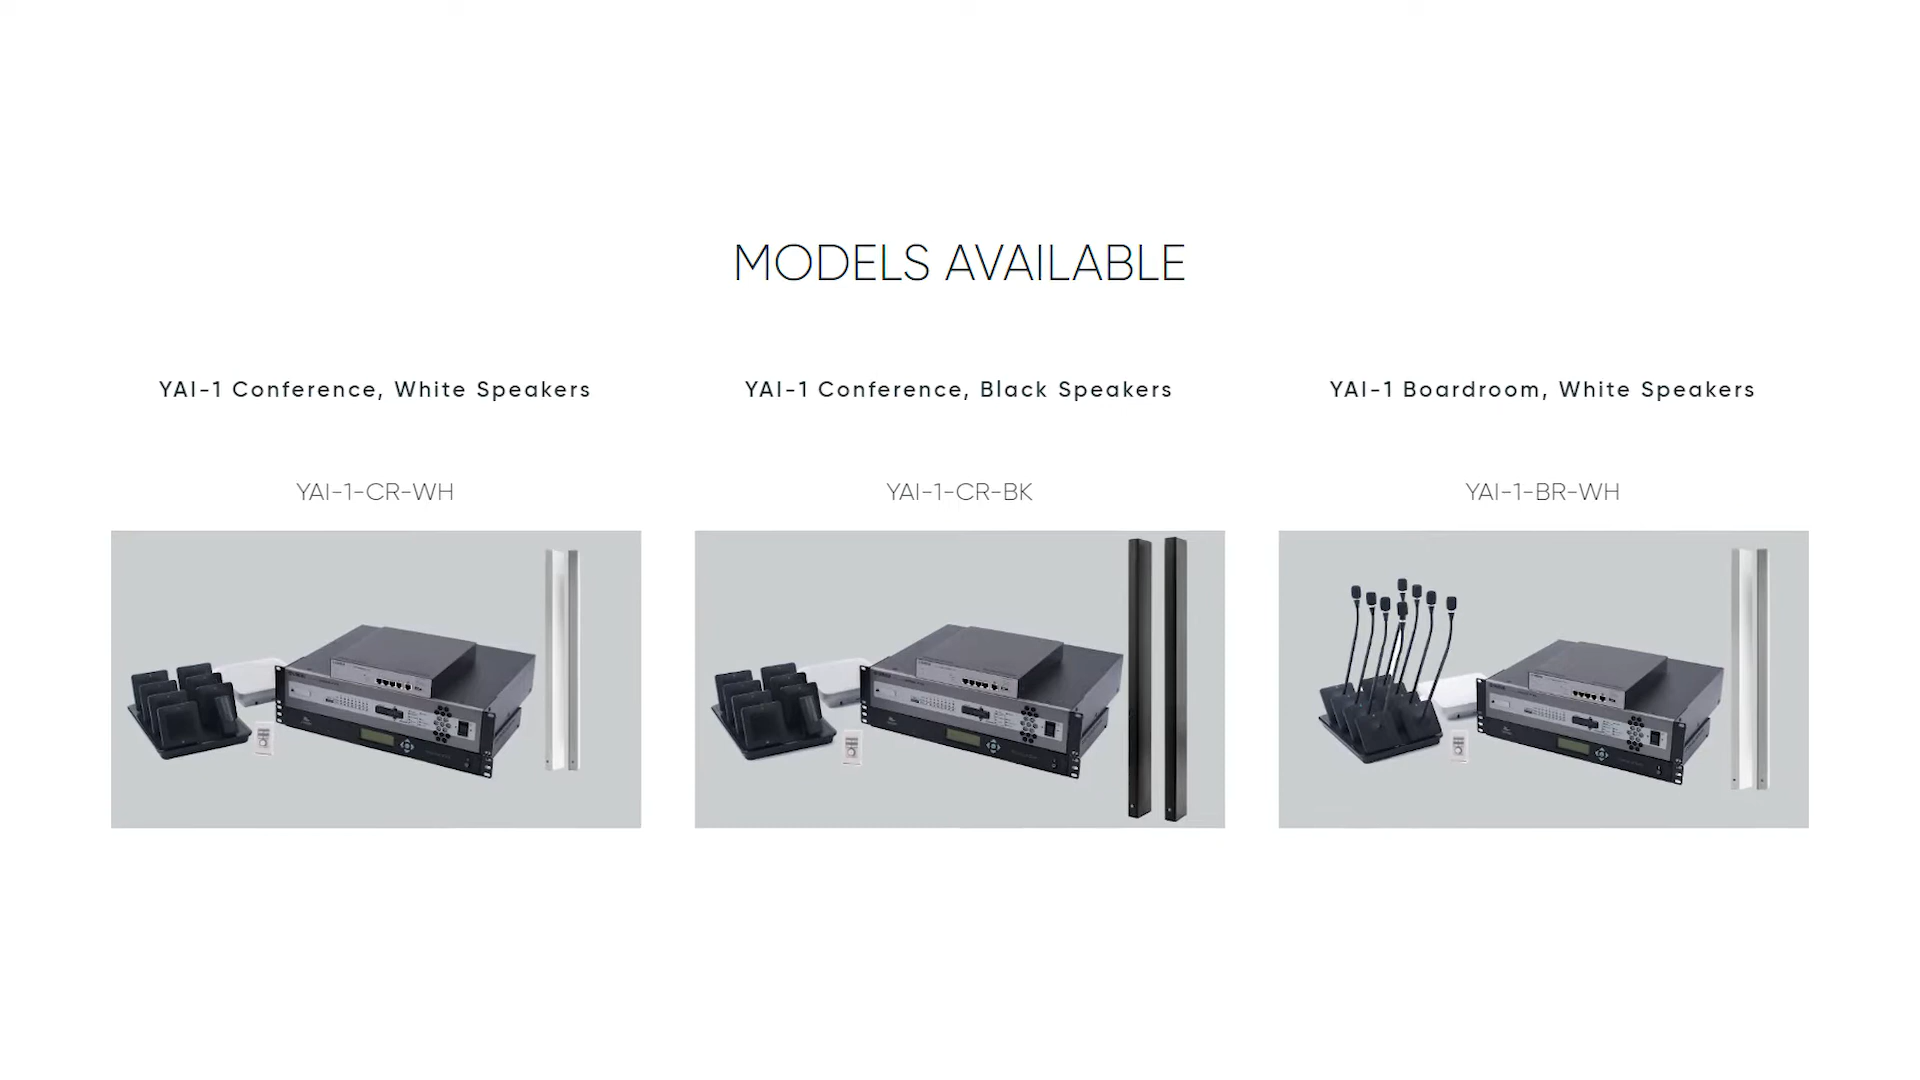 MODELS AVAILABLE
YAI-1 Conference, White Speakers
YAI-1 Conference, Black Speakers
YAI-1 Boardroom, White Speakers
YAI-1-CR-WH
YAI-1-CR-BK
YAI-1-BR-WH